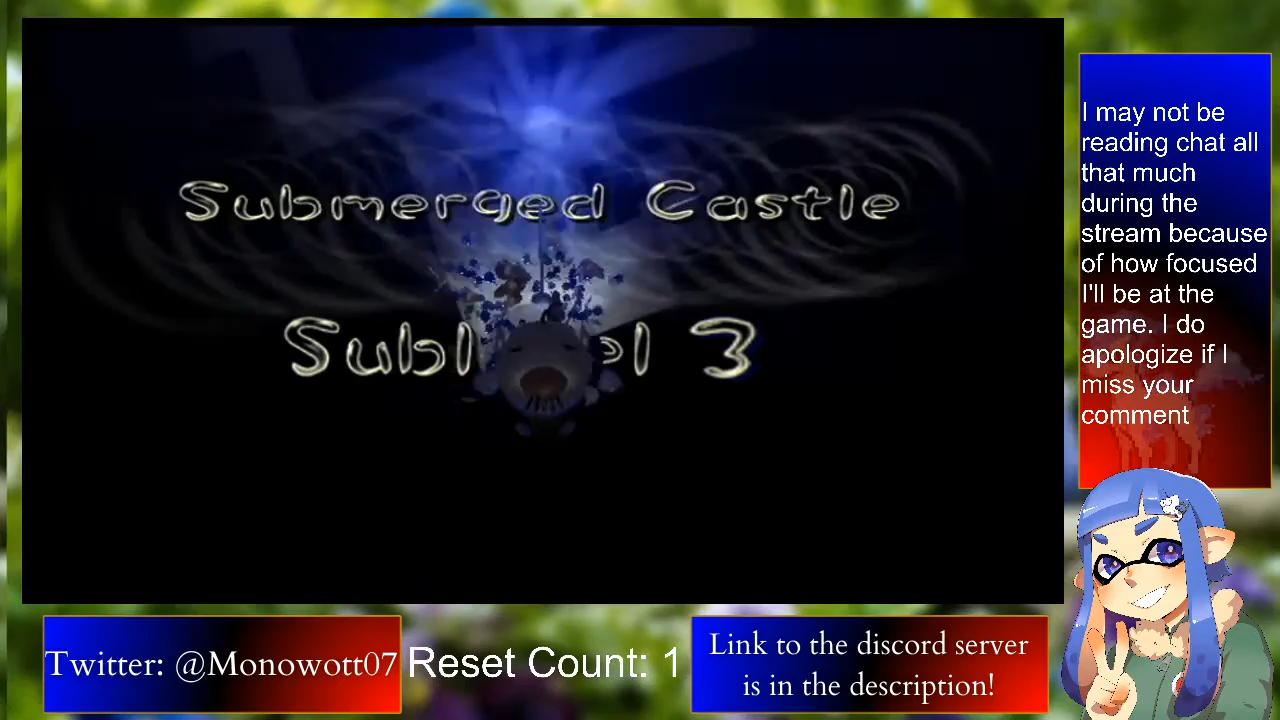 Submerged Castle
3
I may not be
reading chat all
that much
during the
stream because
of how focused
I'll be at the
game. I do
apologize if I
miss your
comment
Twitter: @Monowott07
Reset Count: 1
Link to the discord server
is in the description!